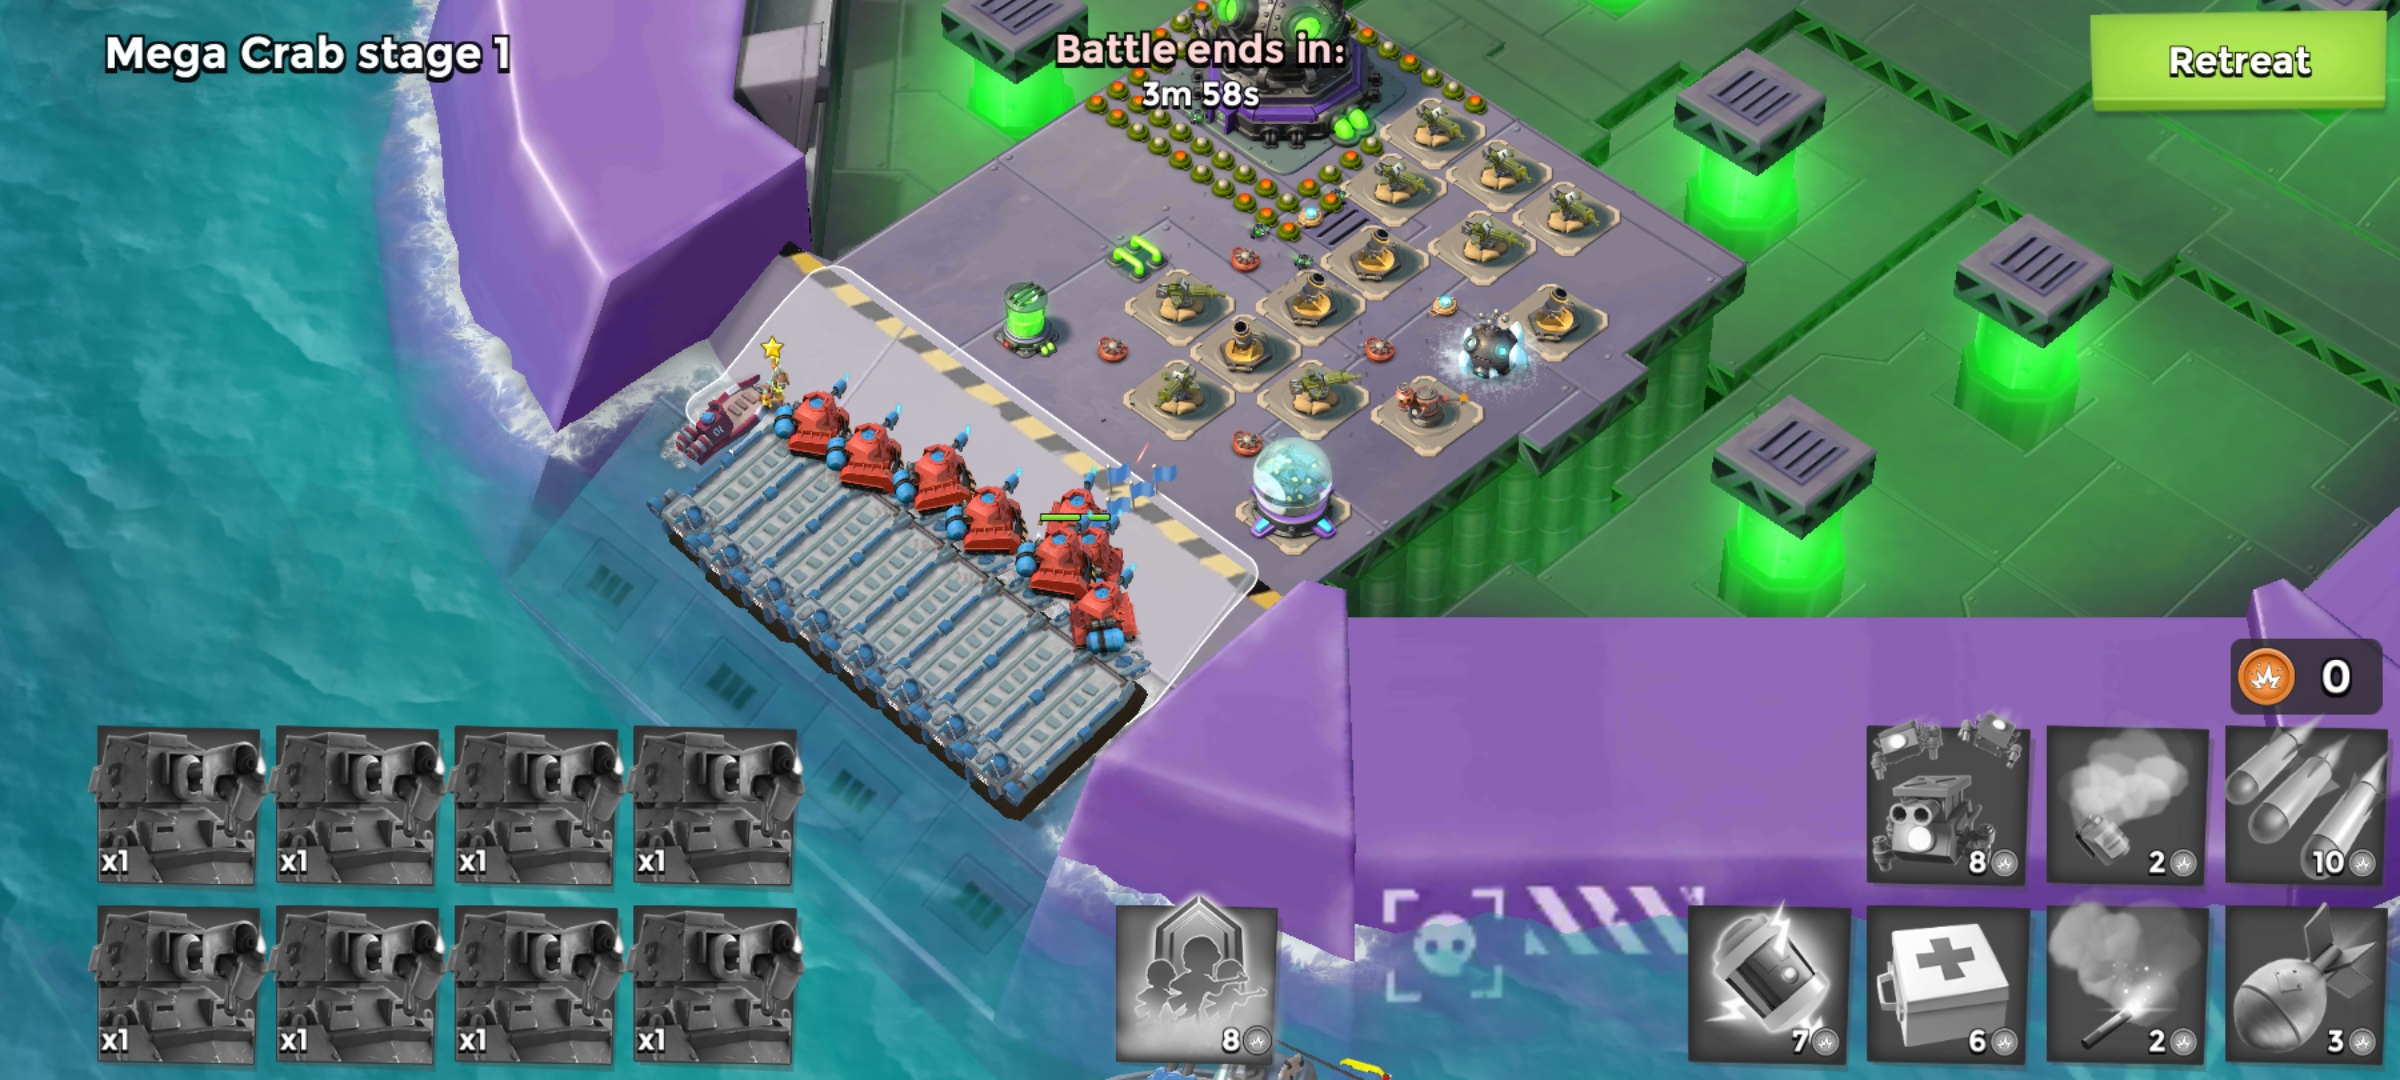 Mega Crab stage 1
Battle ends in:
3m 58s
Retreat
0
8
2
10
x1
x1
x1
x1
x1
x1
x1
x1
8
7
6
2
3